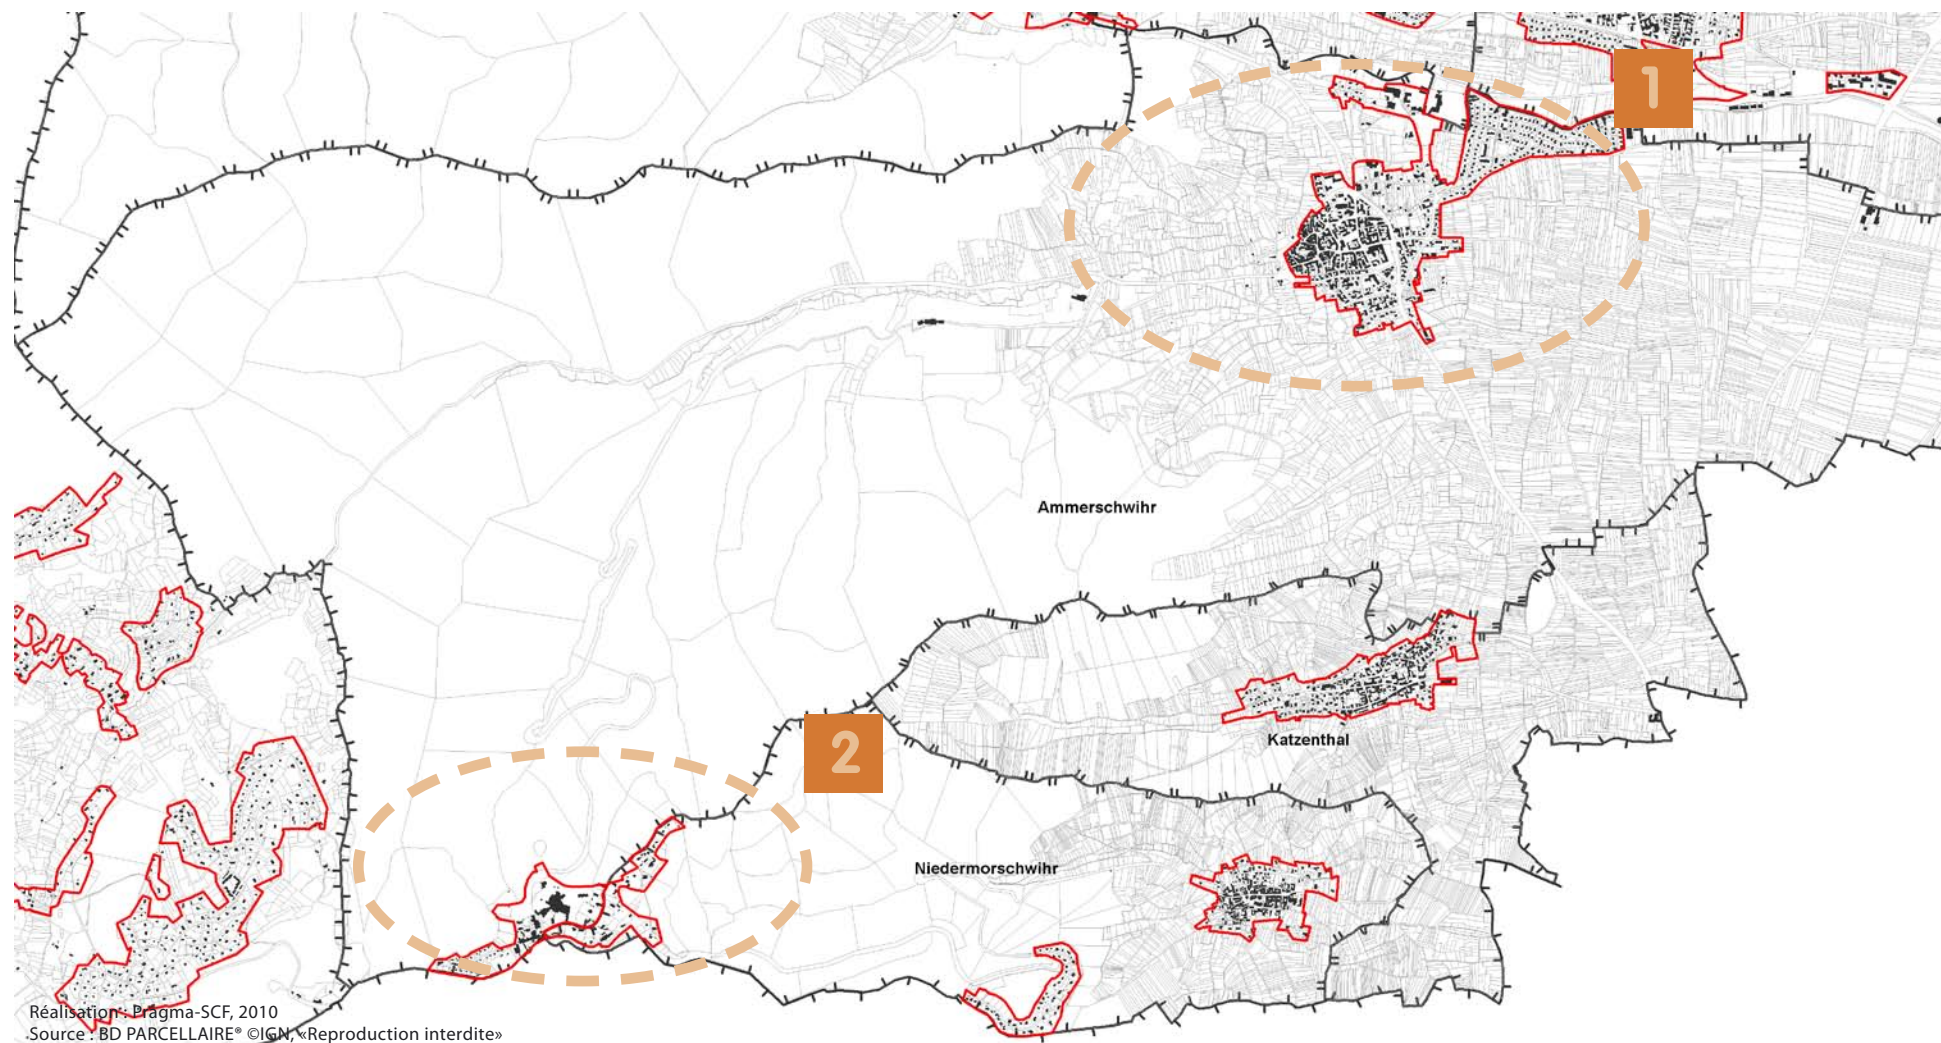 1
Ammerschwihr
2
Katzenthal
Niedermorschwihr
Réalisation : Pragma-SCF, 2010
Source : BD PARCELLAIRE® ©IGN, «Reproduction interdite»